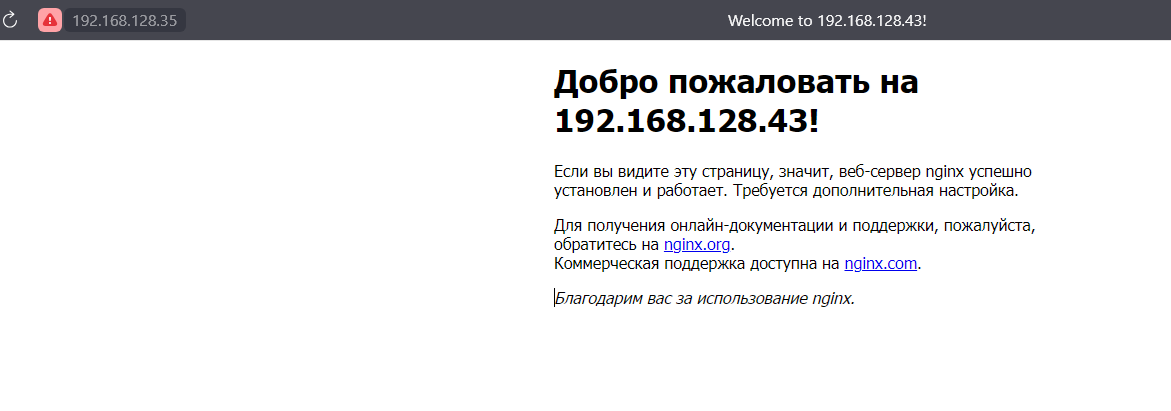 192.168.128.35
Welcome to 192.168.128.43!
Добро пожаловать на
192.168.128.43!
Если вы видите эту страницу, значит, веб-сервер nginx успешно
установлен и работает. Требуется дополнительная настройка.
Для получения онлайн-документации и поддержки, пожалуйста,
обратитесь на nginx.org.
Коммерческая поддержка доступна на nginx.com.
Благодарим вас за использование nginx.